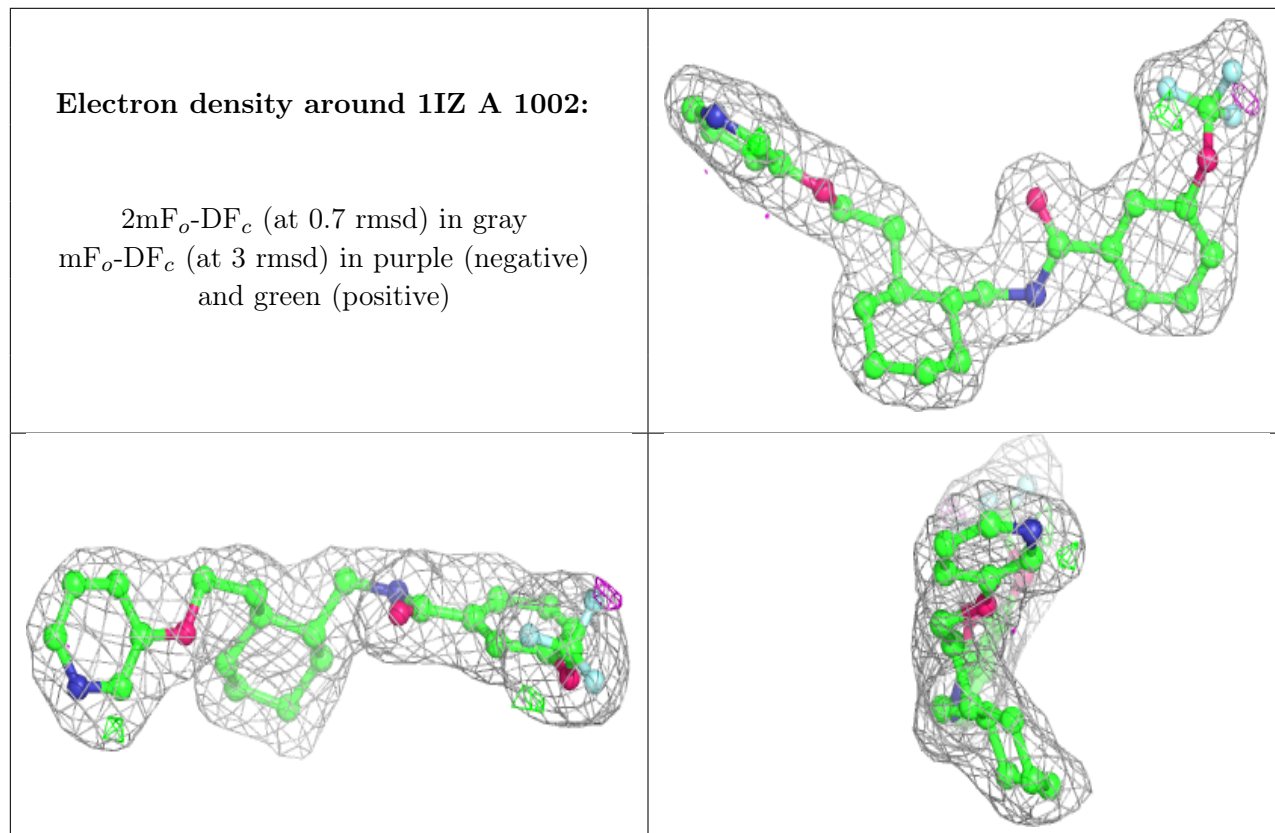 Electron density around 1IZ A 1002:
2mFₒ-DF𝒸 (at 0.7 rmsd) in gray
mFₒ-DF𝒸 (at 3 rmsd) in purple (negative)
and green (positive)